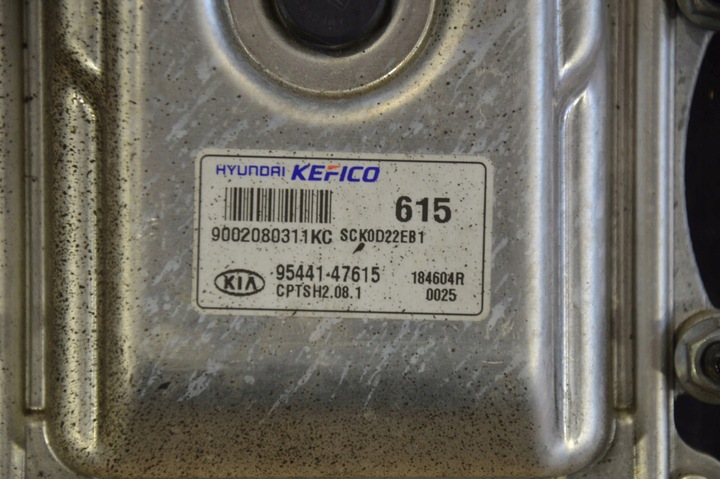 HYUNDAI KEFICO
615
9002080311KC SCK0D22EB1
KIA 95441-47615 184604R
CPTSH2.08.1 0025